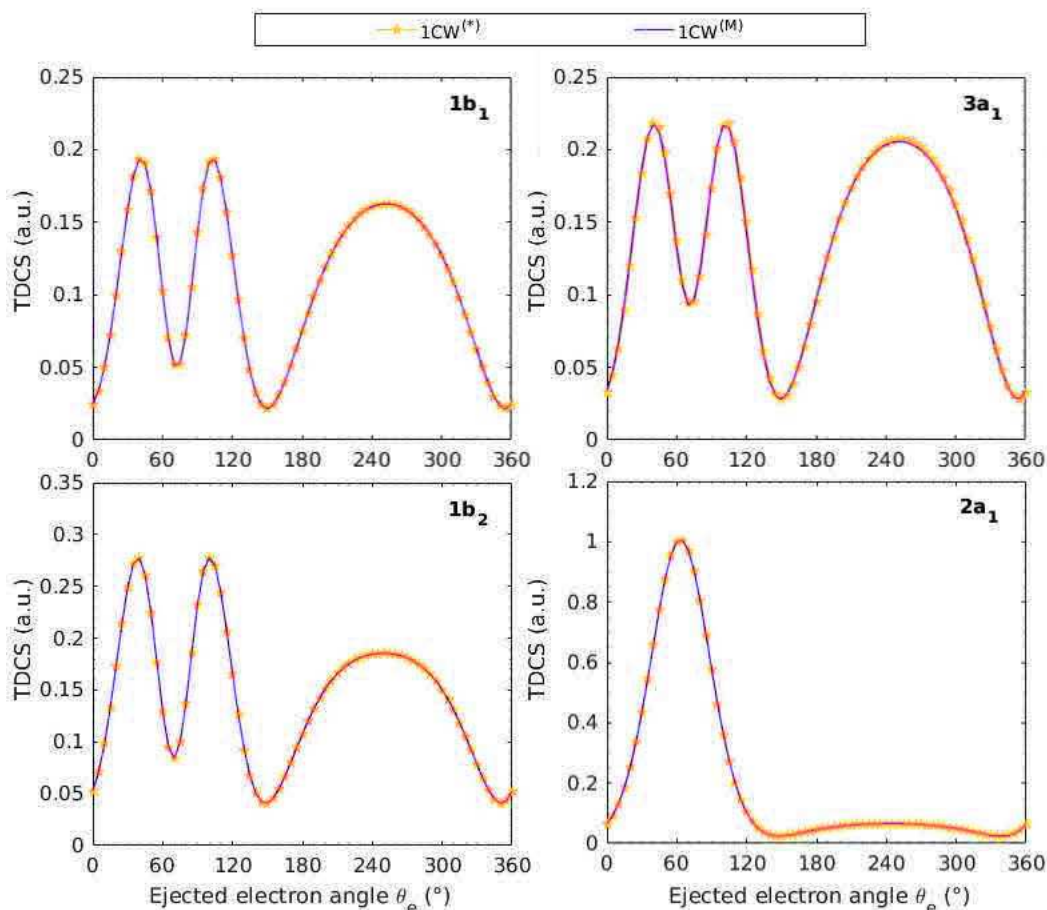 1CW(*) 1CW(M)
0.25
0.2
0.15
0.1
0.05
0
TDCS (a.u.)
1b1
0 60 120 180 240 300 360
0.25
0.2
0.15
0.1
0.05
0
TDCS (a.u.)
3a1
0 60 120 180 240 300 360
0.35
0.3
0.25
0.2
0.15
0.1
0.05
0
TDCS (a.u.)
1b2
0 60 120 180 240 300 360
Ejected electron angle θe (°)
1.2
1
0.8
0.6
0.4
0.2
0
TDCS (a.u.)
2a1
0 60 120 180 240 300 360
Ejected electron angle θe (°)